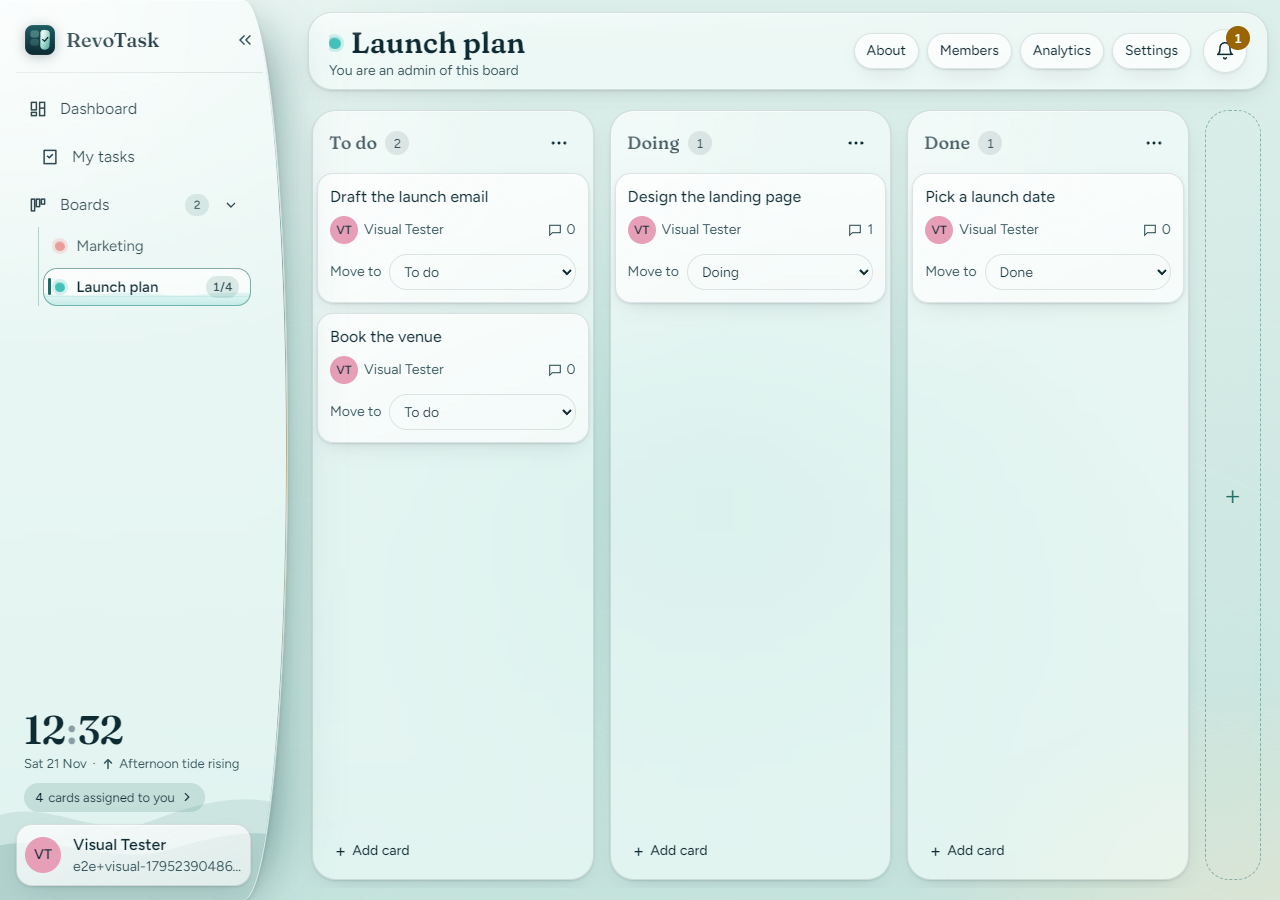 RevoTask
Dashboard
My tasks
Boards 2
Marketing
Launch plan 1/4
12:32
Sat 21 Nov · ↑ Afternoon tide rising
4 cards assigned to you
VT Visual Tester
e2e+visual-17952390486...
Launch plan
You are an admin of this board
About Members Analytics Settings 1
To do 2
Draft the launch email
VT Visual Tester 0
Move to To do
Book the venue
VT Visual Tester 0
Move to To do
+ Add card
Doing 1
Design the landing page
VT Visual Tester 1
Move to Doing
+ Add card
Done 1
Pick a launch date
VT Visual Tester 0
Move to Done
+ Add card
+